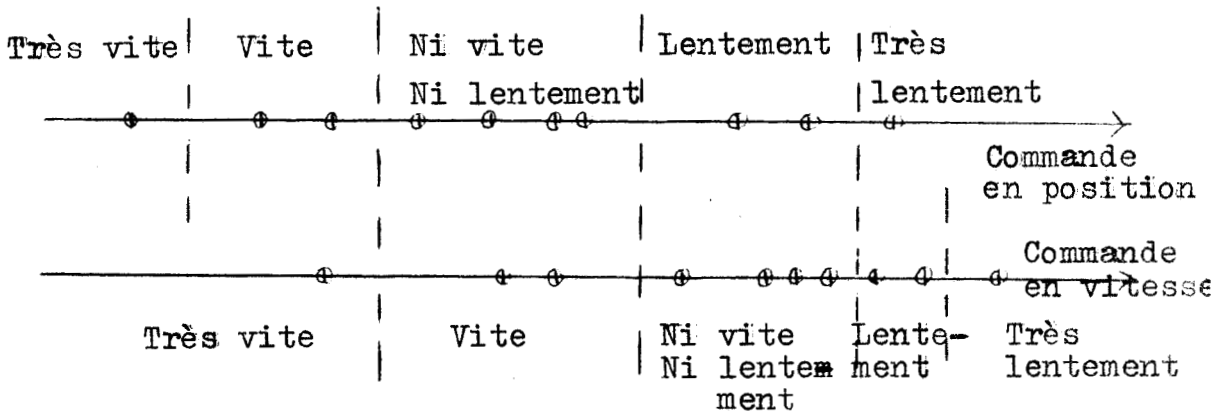 Très vite Vite Ni vite Lentement Très
Ni lentement lentement
Commande
en position
Commande
en vitesse
Très vite Vite Ni vite Lente- Très
Ni lentem ment lentement
ment